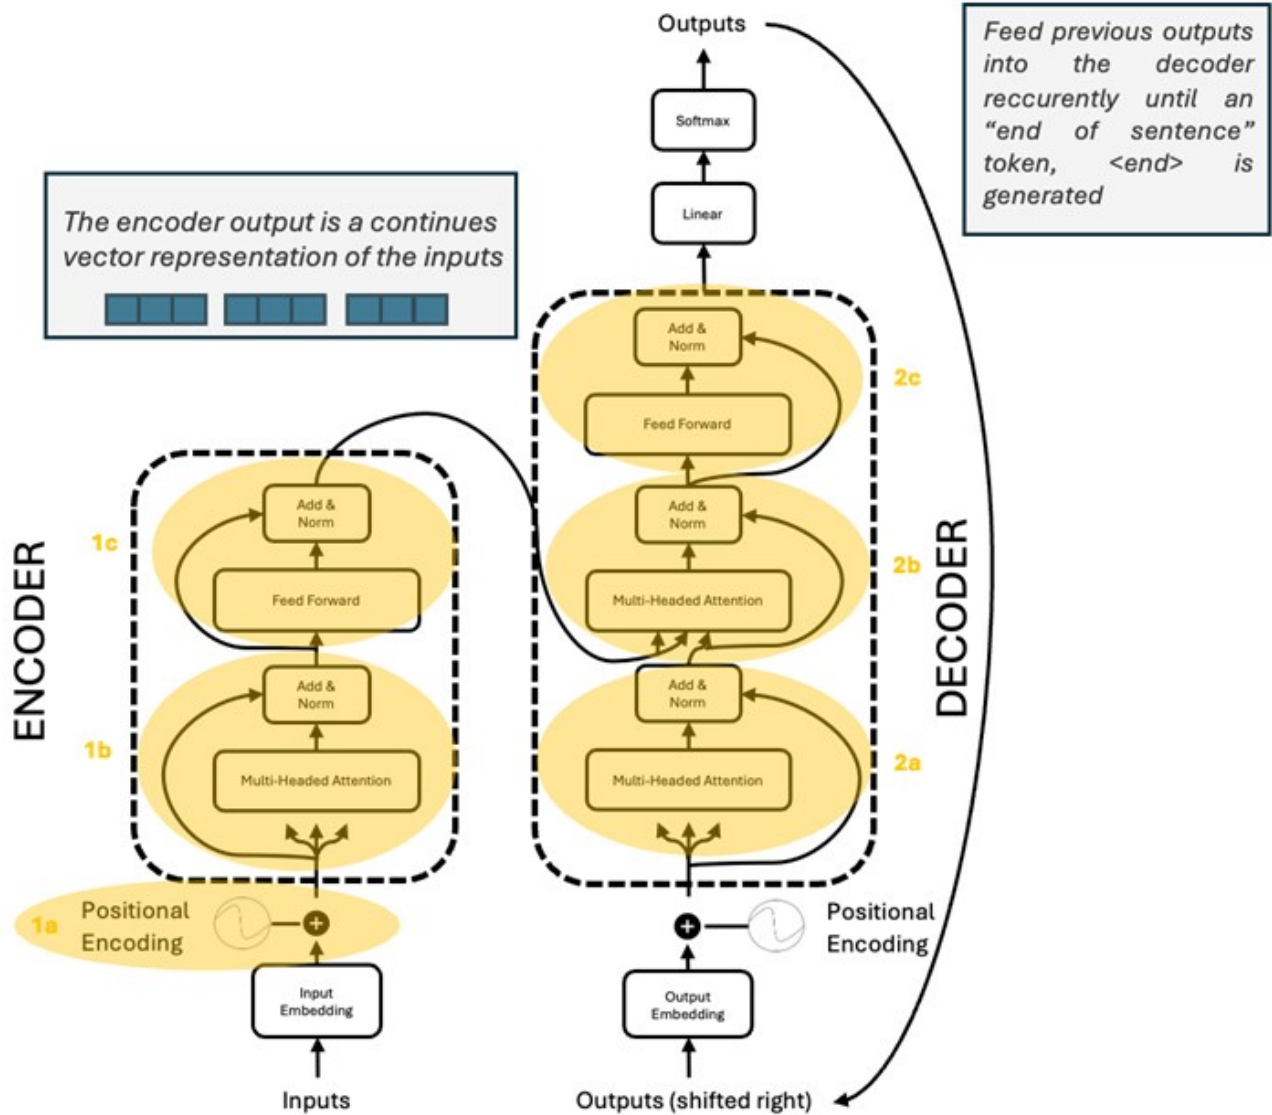 Outputs
Feed previous outputs
into the decoder
reccurently until an
“end of sentence”
token, <end> is
generated
Softmax
Linear
The encoder output is a continues
vector representation of the inputs
Add &
Norm
2c
Feed Forward
ENCODER
1c
Add &
Norm
Feed Forward
Add &
Norm
1b
Multi-Headed Attention
Add &
Norm
2b
Multi-Headed Attention
DECODER
Add &
Norm
2a
Multi-Headed Attention
1a
Positional
Encoding
Positional
Encoding
Input
Embedding
Output
Embedding
Inputs
Outputs (shifted right)